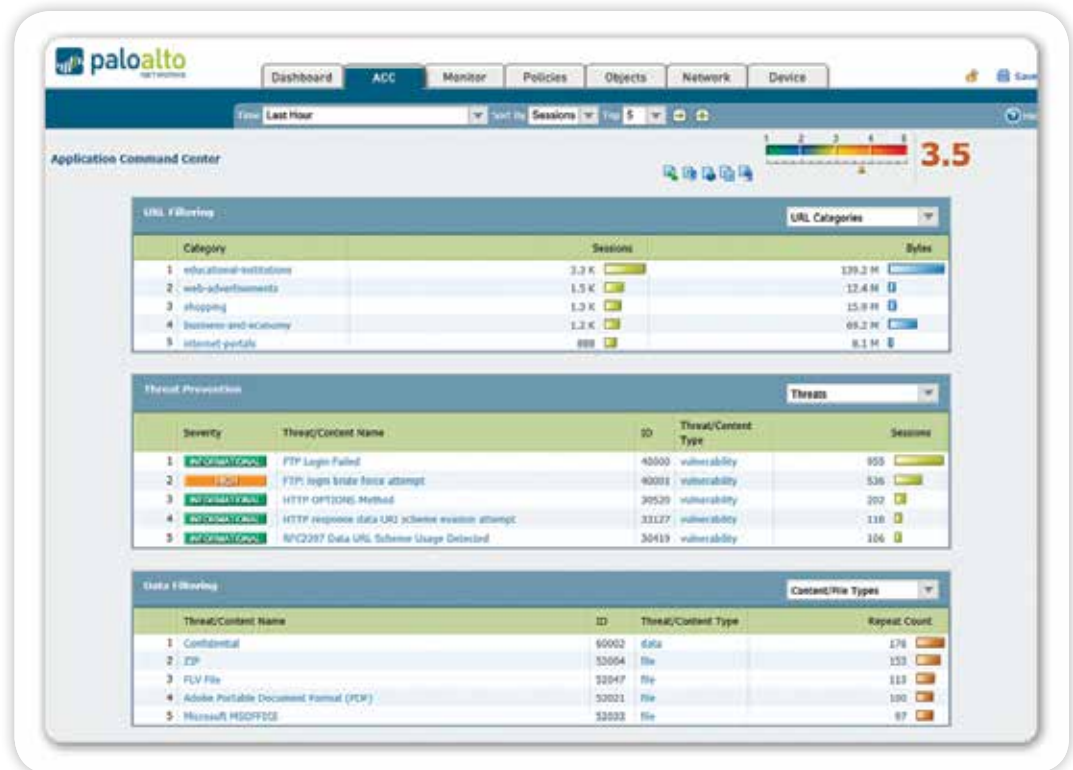 paloalto
NETWORKS
Dashboard ACC Monitor Policies Objects Network Device Save
Time Last Hour Sort By Sessions Top 5
Application Command Center
1 2 3 4 5
3.5
URL Filtering URL Categories
Category Sessions Bytes
1 educational-institutions 3.3 K 139.2 M
2 web-advertisements 1.5 K 12.4 M
3 shopping 1.3 K 15.9 M
4 business-and-economy 1.2 K 69.2 M
5 internet-portals 888 8.1 M
Threat Prevention Threats
Severity Threat/Content Name ID Threat/Content Type Sessions
1 INFORMATIONAL FTP Login Failed 40000 vulnerability 955
2 HIGH FTP: login brute force attempt 40001 vulnerability 536
3 INFORMATIONAL HTTP OPTIONS Method 30520 vulnerability 202
4 INFORMATIONAL HTTP response data URI scheme evasion attempt 33127 vulnerability 118
5 INFORMATIONAL RFC2397 Data URL Scheme Usage Detected 30419 vulnerability 106
Data Filtering Content/File Types
Threat/Content Name ID Threat/Content Type Repeat Count
1 Confidential 60002 data 176
2 ZIP 52004 file 153
3 FLV File 52047 file 113
4 Adobe Portable Document Format (PDF) 52021 file 100
5 Microsoft MSOFFICE 52033 file 97